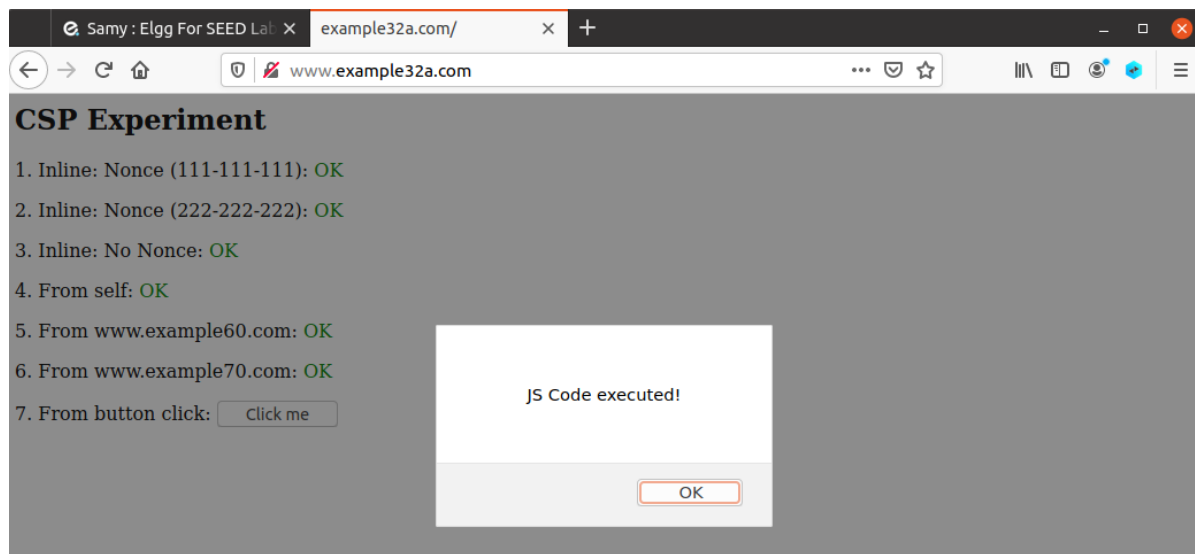 Samy : Elgg For SEED Lab
example32a.com/
www.example32a.com
CSP Experiment
1. Inline: Nonce (111-111-111): OK
2. Inline: Nonce (222-222-222): OK
3. Inline: No Nonce: OK
4. From self: OK
5. From www.example60.com: OK
6. From www.example70.com: OK
7. From button click: Click me
JS Code executed!
OK